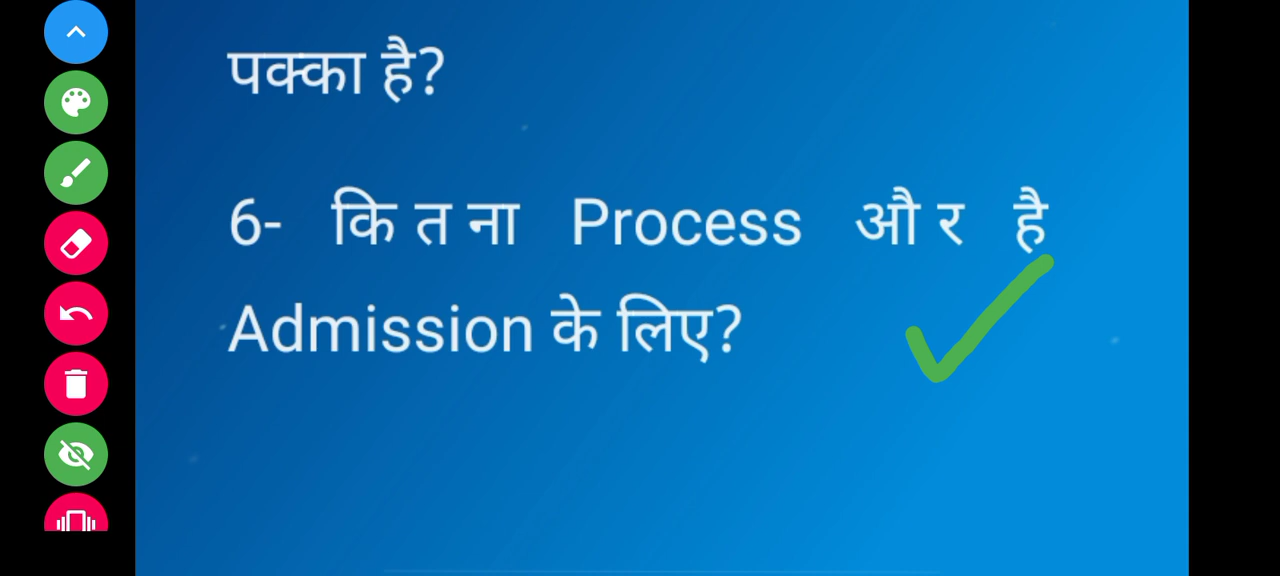 पक्का है?
6- कितना Process और है
Admission के लिए?